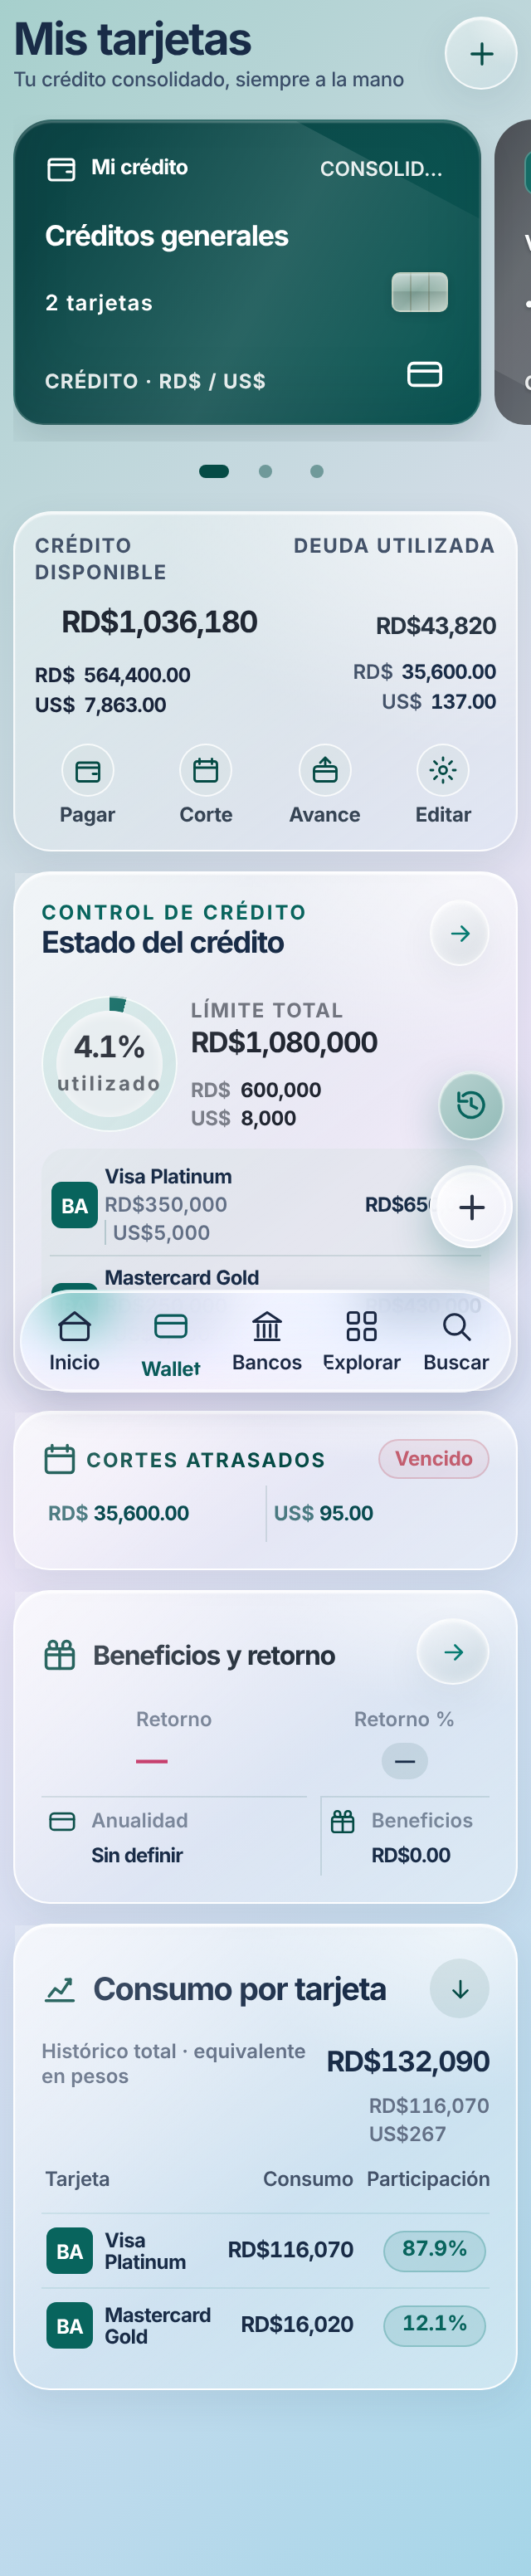 Mis tarjetas
Tu crédito consolidado, siempre a la mano
Mi crédito
CONSOLID...
Créditos generales
2 tarjetas
CRÉDITO · RD$ / US$
CRÉDITO DISPONIBLE
DEUDA UTILIZADA
RD$1,036,180
RD$43,820
RD$ 564,400.00
RD$ 35,600.00
US$ 7,863.00
US$ 137.00
Pagar
Corte
Avance
Editar
CONTROL DE CRÉDITO
Estado del crédito
4.1%
utilizado
LÍMITE TOTAL
RD$1,080,000
RD$ 600,000
US$ 8,000
BA
Visa Platinum
RD$350,000
US$5,000
Mastercard Gold
Inicio
Wallet
Bancos
Explorar
Buscar
CORTES ATRASADOS
Vencido
RD$ 35,600.00
US$ 95.00
Beneficios y retorno
Retorno
Retorno %
—
—
Anualidad
Sin definir
Beneficios
RD$0.00
Consumo por tarjeta
Histórico total · equivalente
en pesos
RD$132,090
RD$116,070
US$267
Tarjeta
Consumo
Participación
BA
Visa
Platinum
RD$116,070
87.9%
BA
Mastercard
Gold
RD$16,020
12.1%